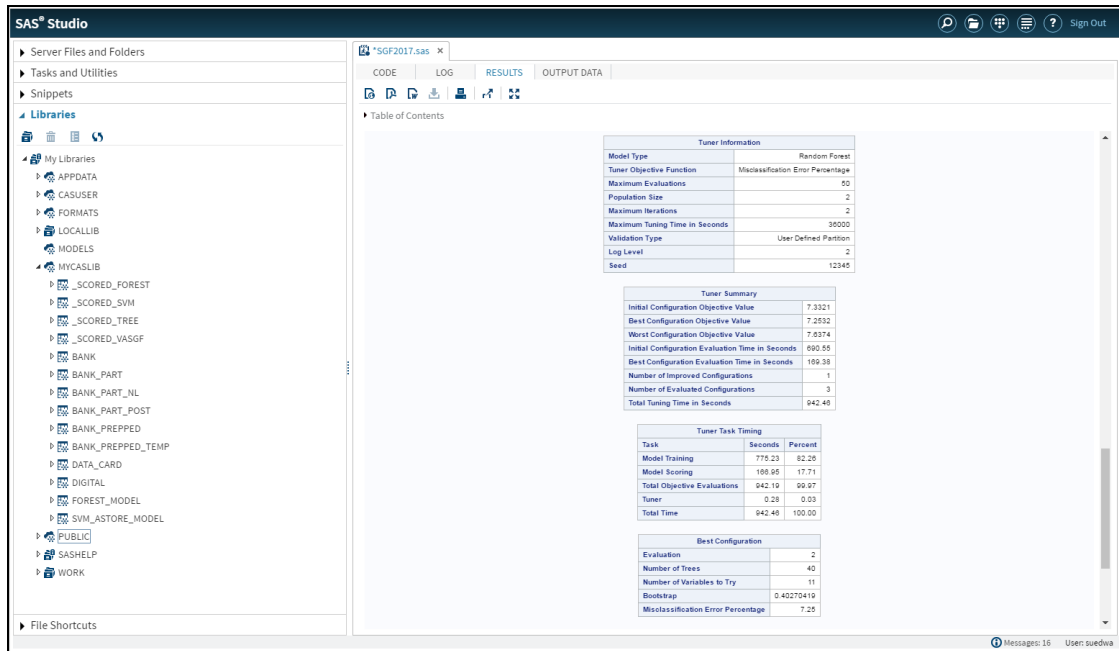 SAS® Studio
Sign Out
Server Files and Folders
Tasks and Utilities
Snippets
Libraries
My Libraries
APPDATA
CASUSER
FORMATS
LOCALLIB
MODELS
MYCASLIB
_SCORED_FOREST
_SCORED_SVM
_SCORED_TREE
_SCORED_VASGF
BANK
BANK_PART
BANK_PART_NL
BANK_PART_POST
BANK_PREPPED
BANK_PREPPED_TEMP
DATA_CARD
DIGITAL
FOREST_MODEL
SVM_ASTORE_MODEL
PUBLIC
SASHELP
WORK
File Shortcuts
*SGF2017.sas
CODE LOG RESULTS OUTPUT DATA
Table of Contents
Tuner Information
Model Type Random Forest
Tuner Objective Function Misclassification Error Percentage
Maximum Evaluations 50
Population Size 2
Maximum Iterations 2
Maximum Tuning Time in Seconds 36000
Validation Type User Defined Partition
Log Level 2
Seed 12345
Tuner Summary
Initial Configuration Objective Value 7.3321
Best Configuration Objective Value 7.2532
Worst Configuration Objective Value 7.6374
Initial Configuration Evaluation Time in Seconds 690.55
Best Configuration Evaluation Time in Seconds 169.38
Number of Improved Configurations 1
Number of Evaluated Configurations 3
Total Tuning Time in Seconds 942.46
Tuner Task Timing
Task Seconds Percent
Model Training 775.23 82.26
Model Scoring 166.95 17.71
Total Objective Evaluations 942.19 99.97
Tuner 0.28 0.03
Total Time 942.46 100.00
Best Configuration
Evaluation 2
Number of Trees 40
Number of Variables to Try 11
Bootstrap 0.40270419
Misclassification Error Percentage 7.25
Messages: 16 User: suedwa